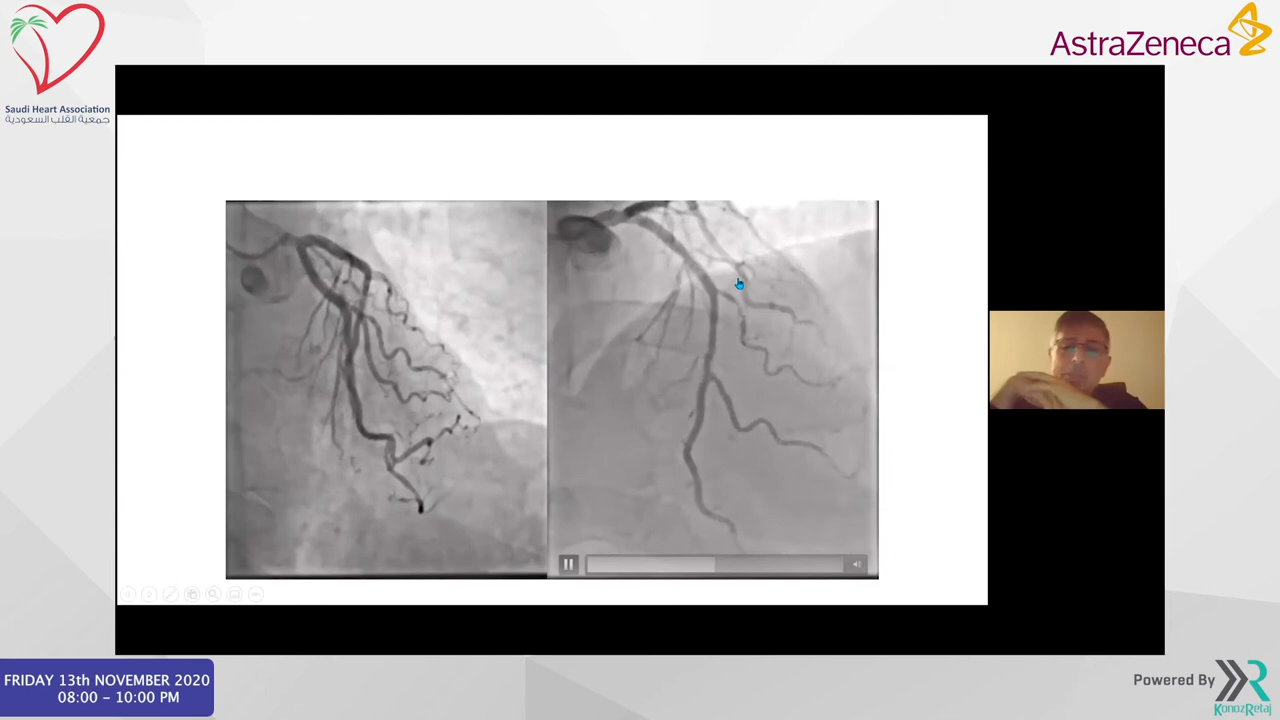 Saudi Heart Association
جمعية القلب السعودية
AstraZeneca
FRIDAY 13th NOVEMBER 2020
08:00 – 10:00 PM
Powered By
KonozRetaj